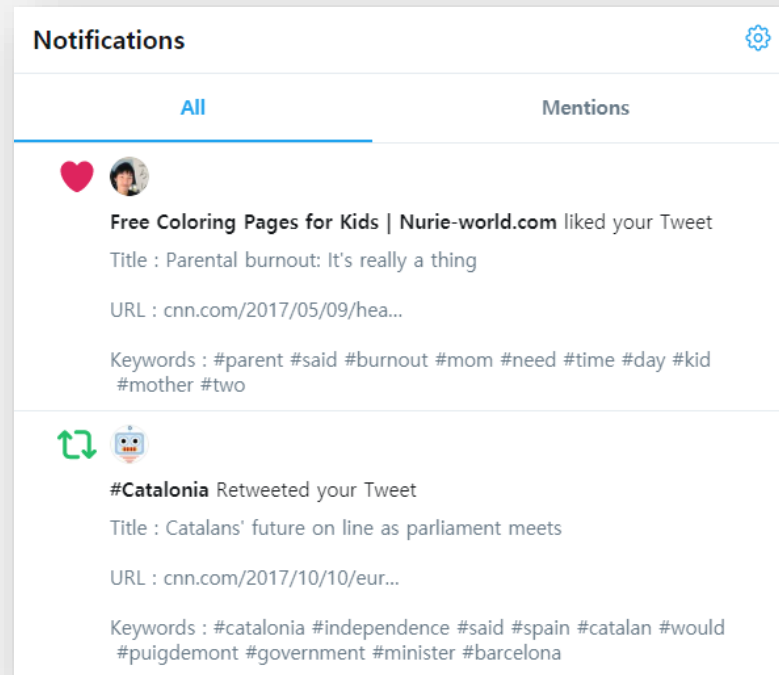 Notifications
All
Mentions
Free Coloring Pages for Kids | Nurie-world.com liked your Tweet
Title : Parental burnout: It's really a thing
URL : cnn.com/2017/05/09/hea...
Keywords : #parent #said #burnout #mom #need #time #day #kid
#mother #two
#Catalonia Retweeted your Tweet
Title : Catalans' future on line as parliament meets
URL : cnn.com/2017/10/10/eur...
Keywords : #catalonia #independence #said #spain #catalan #would
#puigdemont #government #minister #barcelona